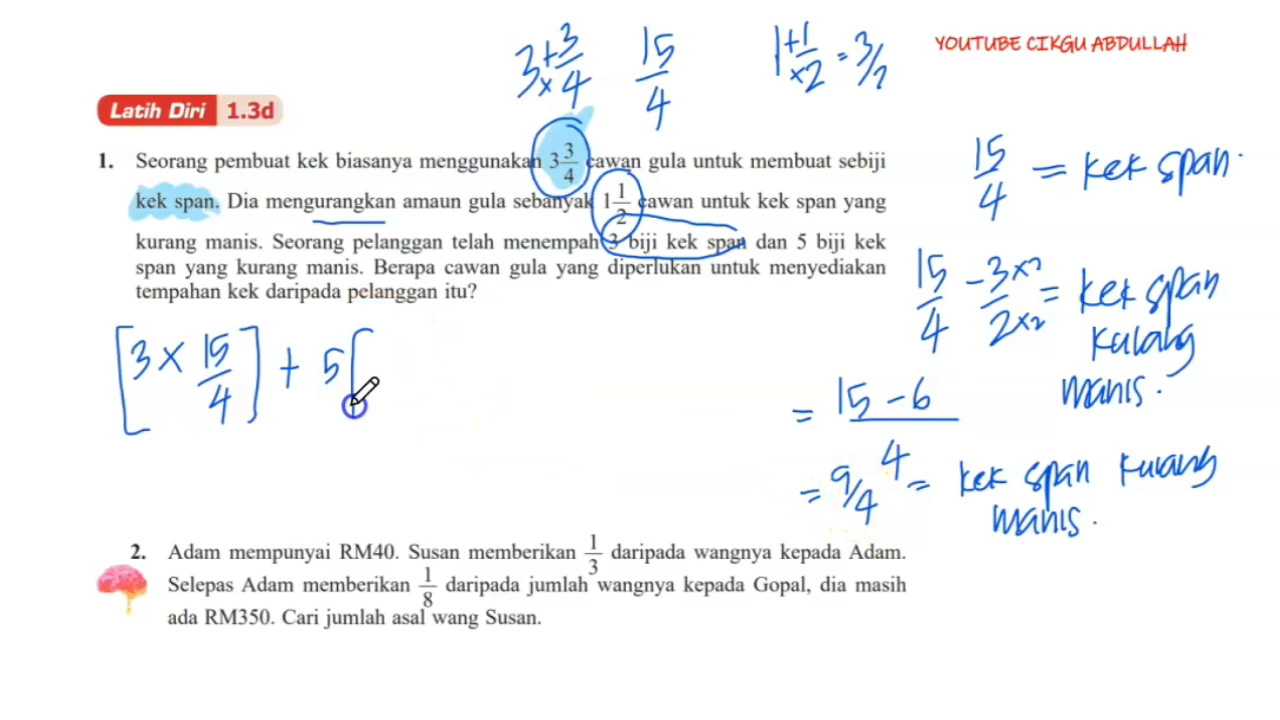 3 + 3/4 15/4 1 + 1/2 = 3/2 YOUTUBE CIKGU ABDULLAH
× ×
Latih Diri 1.3d
1. Seorang pembuat kek biasanya menggunakan 3 3/4 cawan gula untuk membuat sebiji
kek span. Dia mengurangkan amaun gula sebanyak 1 1/2 cawan untuk kek span yang
kurang manis. Seorang pelanggan telah menempah 3 biji kek span dan 5 biji kek
span yang kurang manis. Berapa cawan gula yang diperlukan untuk menyediakan
tempahan kek daripada pelanggan itu?
15/4 = kek span.
15/4 - 3×2/2×2 = kek span
kurang
manis.
= 15 - 6
4
= 9/4 = kek span kurang
manis.
[3 × 15/4] + 5[
2. Adam mempunyai RM40. Susan memberikan 1/3 daripada wangnya kepada Adam.
Selepas Adam memberikan 1/8 daripada jumlah wangnya kepada Gopal, dia masih
ada RM350. Cari jumlah asal wang Susan.